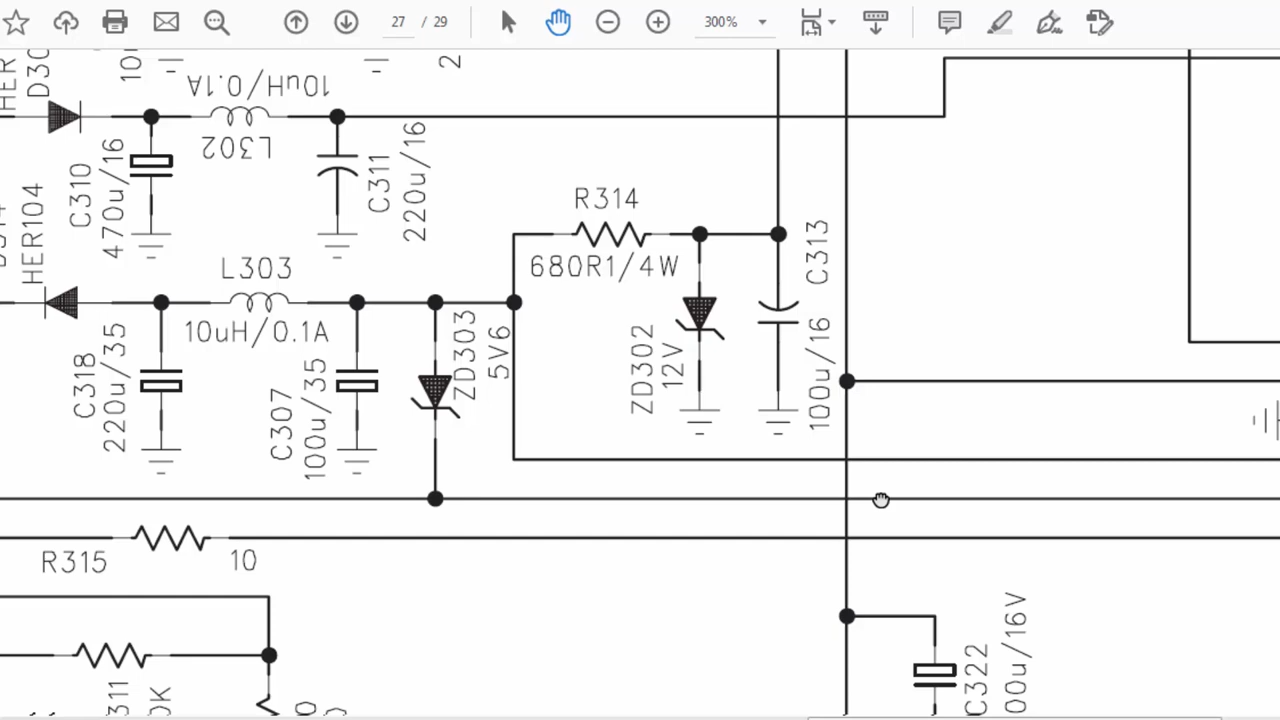 27 / 29
300%
HER
10uH/0.1A
L302
C310
470u/16
C311
220u/16
HER104
R314
680R1/4W
C313
100u/16
L303
10uH/0.1A
ZD303
5V6
ZD302
12V
C318
220u/35
C307
100u/35
R315
10
C322
00u/16V
311
0K
2